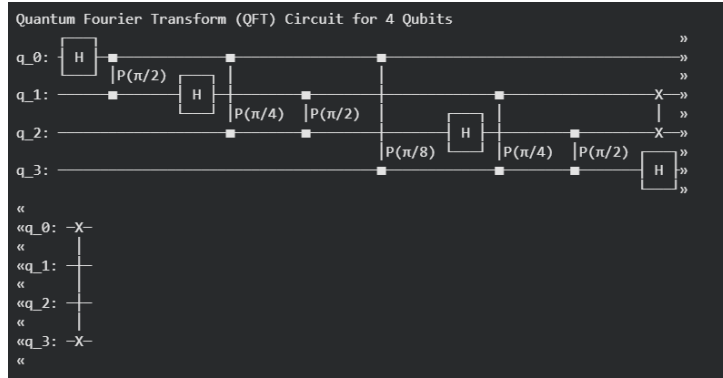 Quantum Fourier Transform (QFT) Circuit for 4 Qubits
»
q_0: H »
P(π/2) »
q_1: H X »
P(π/4) P(π/2) »
q_2: H X »
P(π/8) P(π/4) P(π/2) »
q_3: H »
»
«
«q_0: X
«
«q_1:
«
«q_2:
«
«q_3: X
«